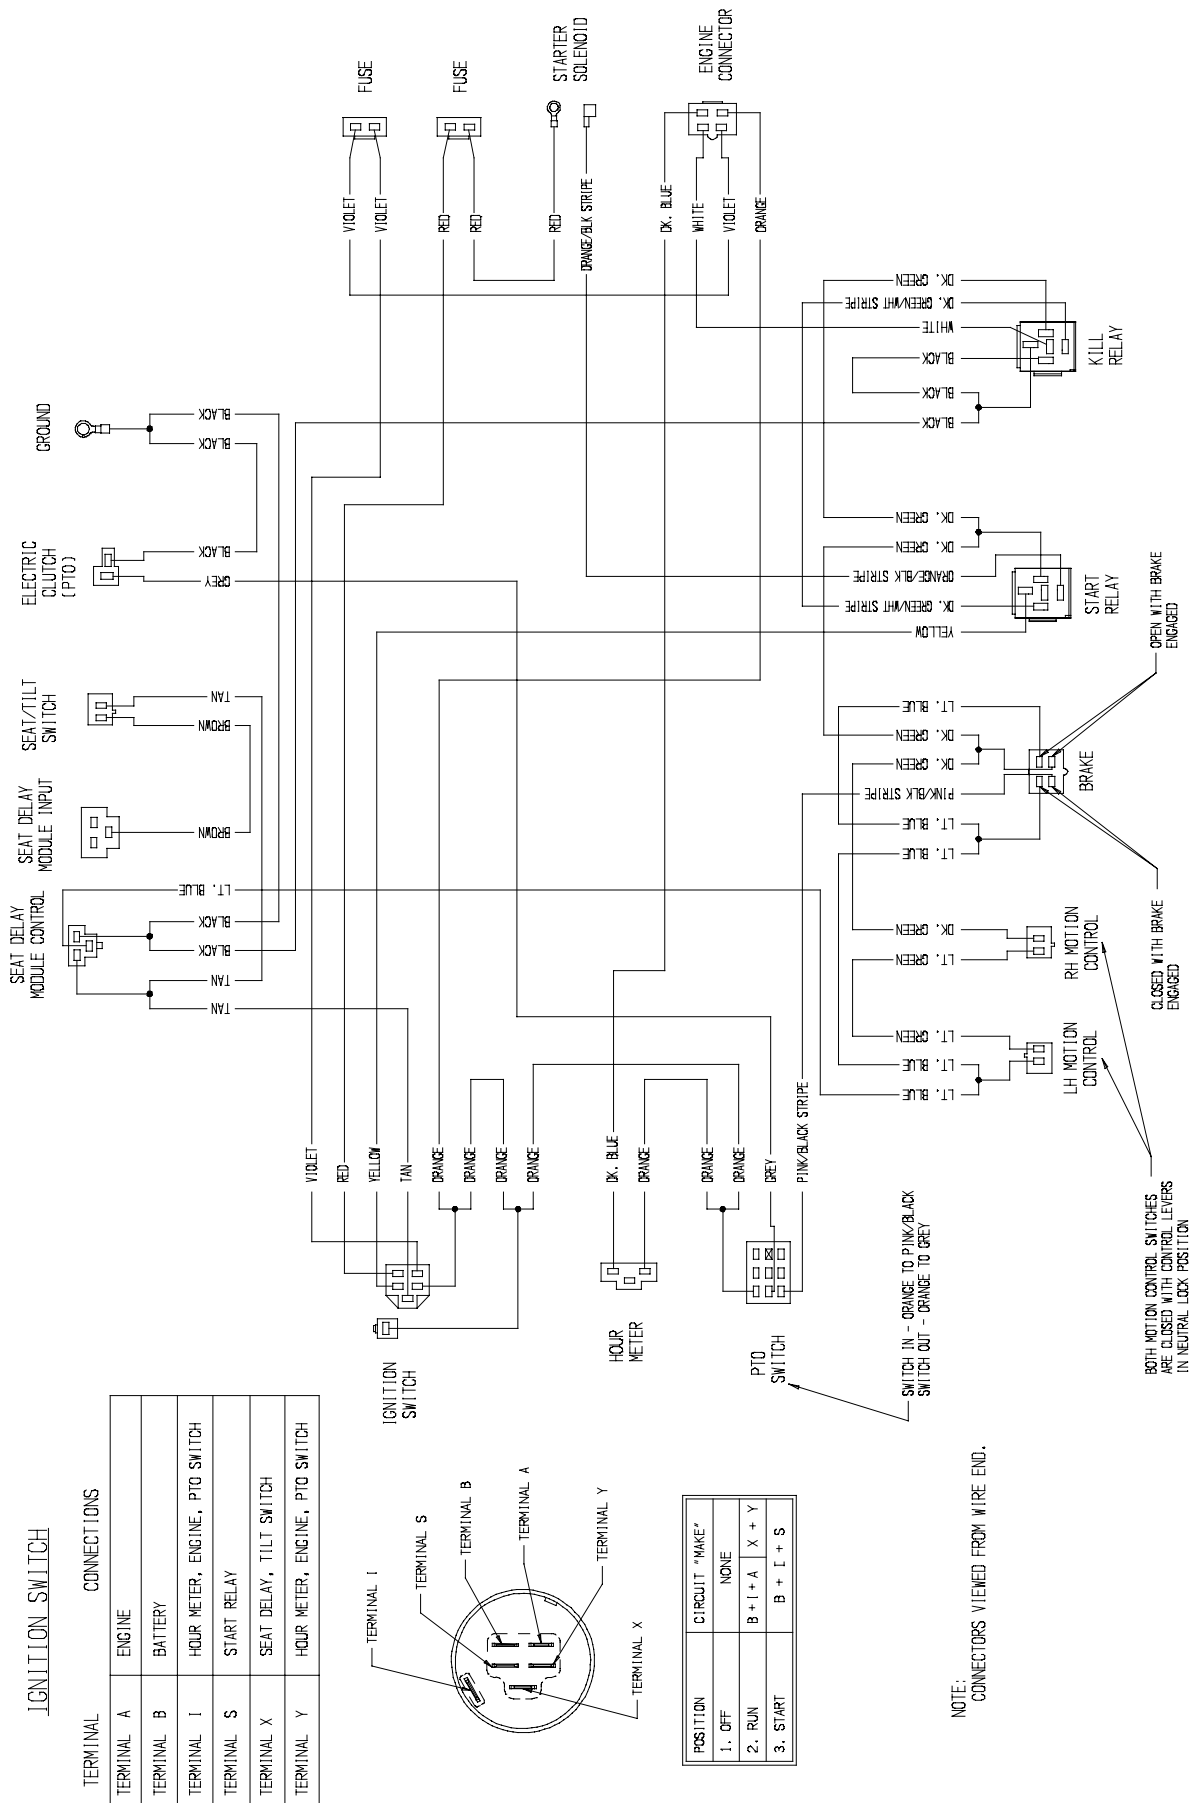 IGNITION SWITCH
TERMINAL CONNECTIONS
TERMINAL A ENGINE
TERMINAL B BATTERY
TERMINAL I HOUR METER, ENGINE, PTO SWITCH
TERMINAL S START RELAY
TERMINAL X SEAT DELAY, TILT SWITCH
TERMINAL Y HOUR METER, ENGINE, PTO SWITCH
TERMINAL I
TERMINAL S
TERMINAL B
TERMINAL A
TERMINAL Y
TERMINAL X
POSITION CIRCUIT "MAKE"
1. OFF NONE
2. RUN B+I+A X + Y
3. START B + I + S
NOTE:
CONNECTORS VIEWED FROM WIRE END.
SEAT DELAY
MODULE CONTROL
SEAT DELAY
MODULE INPUT
SEAT/TILT
SWITCH
ELECTRIC
CLUTCH
(PTO)
GROUND
TAN
TAN
BLACK
BLACK
LT. BLUE
BROWN
BROWN
TAN
GREY
BLACK
BLACK
BLACK
FUSE
FUSE
STARTER
SOLENOID
ENGINE
CONNECTOR
VIOLET
VIOLET
RED
RED
RED
ORANGE/BLK STRIPE
DK. BLUE
WHITE
VIOLET
ORANGE
IGNITION
SWITCH
VIOLET
RED
YELLOW
TAN
ORANGE
ORANGE
ORANGE
ORANGE
HOUR
METER
DK. BLUE
ORANGE
PTO
SWITCH
ORANGE
ORANGE
GREY
PINK/BLACK STRIPE
SWITCH IN - ORANGE TO PINK/BLACK
SWITCH OUT - ORANGE TO GREY
LH MOTION
CONTROL
LT. BLUE
LT. BLUE
LT. GREEN
RH MOTION
CONTROL
LT. GREEN
DK. GREEN
BRAKE
LT. BLUE
LT. BLUE
PINK/BLK STRIPE
DK. GREEN
DK. GREEN
LT. BLUE
START
RELAY
YELLOW
DK. GREEN/WHT STRIPE
ORANGE/BLK STRIPE
DK. GREEN
DK. GREEN
KILL
RELAY
BLACK
BLACK
BLACK
WHITE
DK. GREEN/WHT STRIPE
DK. GREEN
BOTH MOTION CONTROL SWITCHES
ARE CLOSED WITH CONTROL LEVERS
IN NEUTRAL LOCK POSITION
CLOSED WITH BRAKE
ENGAGED
OPEN WITH BRAKE
ENGAGED